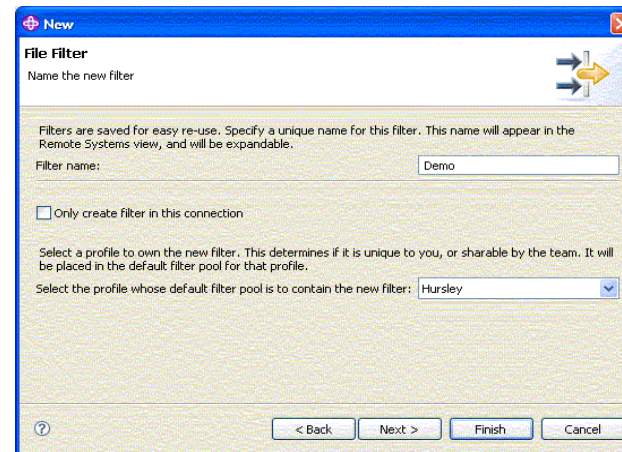 New
File Filter
Name the new filter
Filters are saved for easy re-use. Specify a unique name for this filter. This name will appear in the
Remote Systems view, and will be expandable.
Filter name: Demo
Only create filter in this connection
Select a profile to own the new filter. This determines if it is unique to you, or sharable by the team. It will
be placed in the default filter pool for that profile.
Select the profile whose default filter pool is to contain the new filter: Hursley
? < Back Next > Finish Cancel